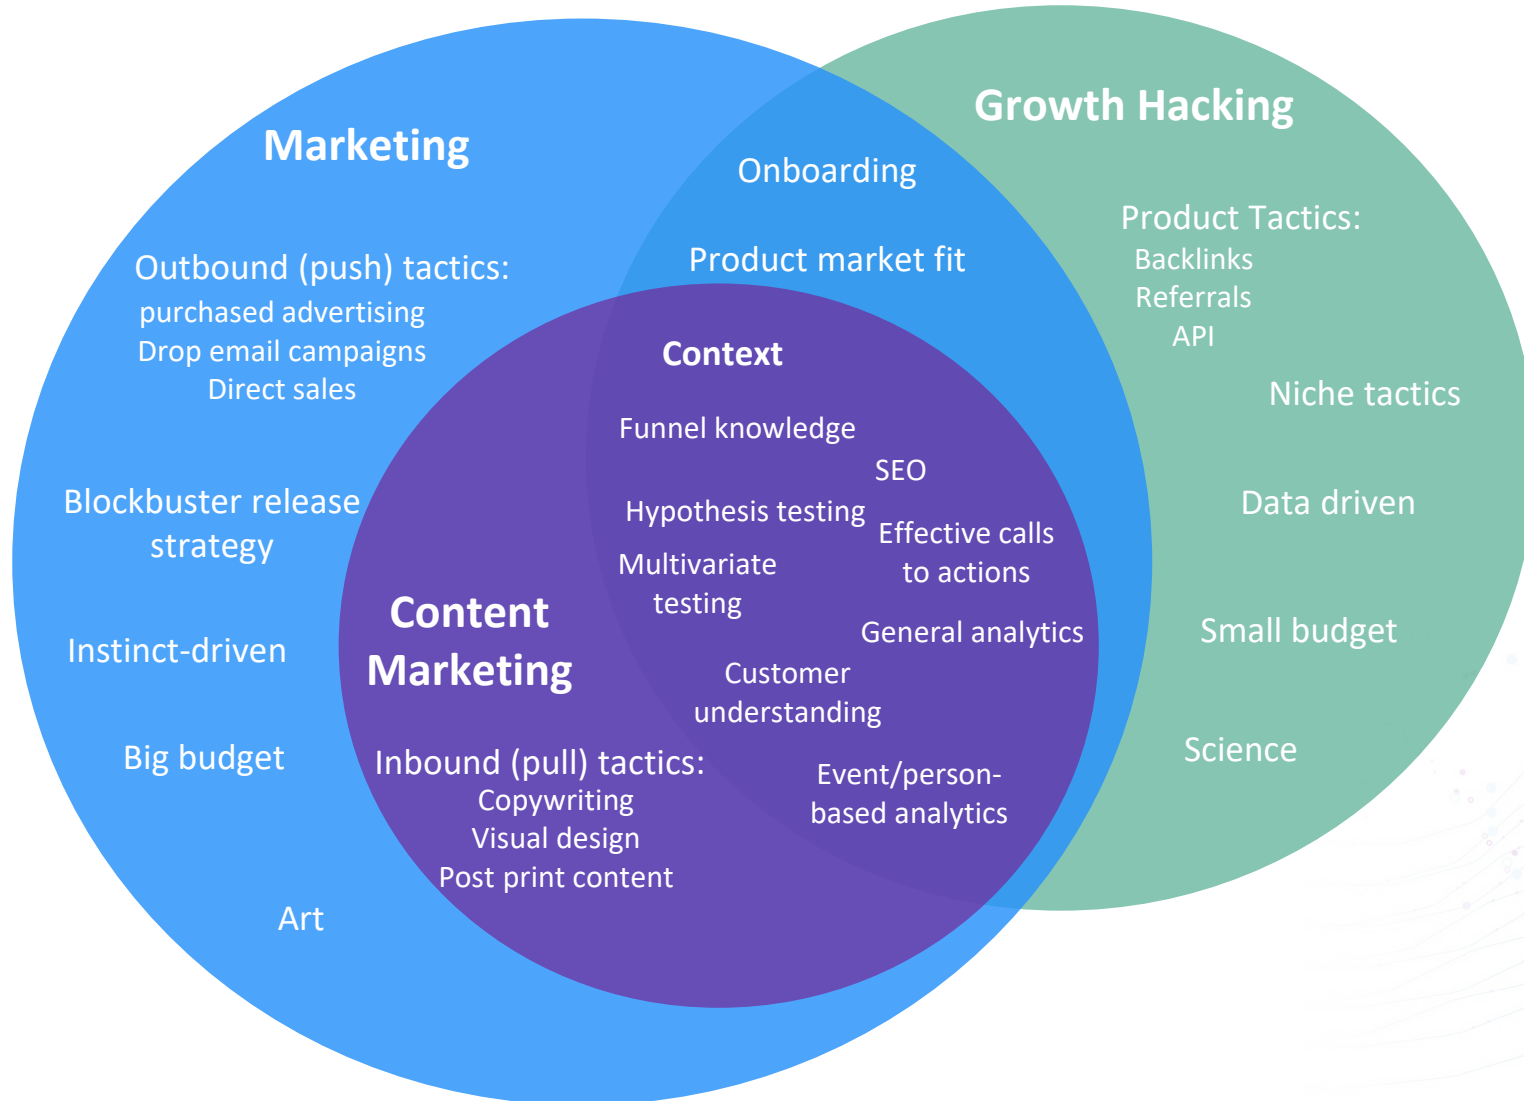 Marketing
Outbound (push) tactics:
purchased advertising
Drop email campaigns
Direct sales
Blockbuster release
strategy
Instinct-driven
Big budget
Art
Onboarding
Product market fit
Growth Hacking
Product Tactics:
Backlinks
Referrals
API
Niche tactics
Data driven
Small budget
Science
Context
Funnel knowledge
SEO
Hypothesis testing
Effective calls
to actions
Multivariate
testing
General analytics
Customer
understanding
Event/person-
based analytics
Content
Marketing
Inbound (pull) tactics:
Copywriting
Visual design
Post print content